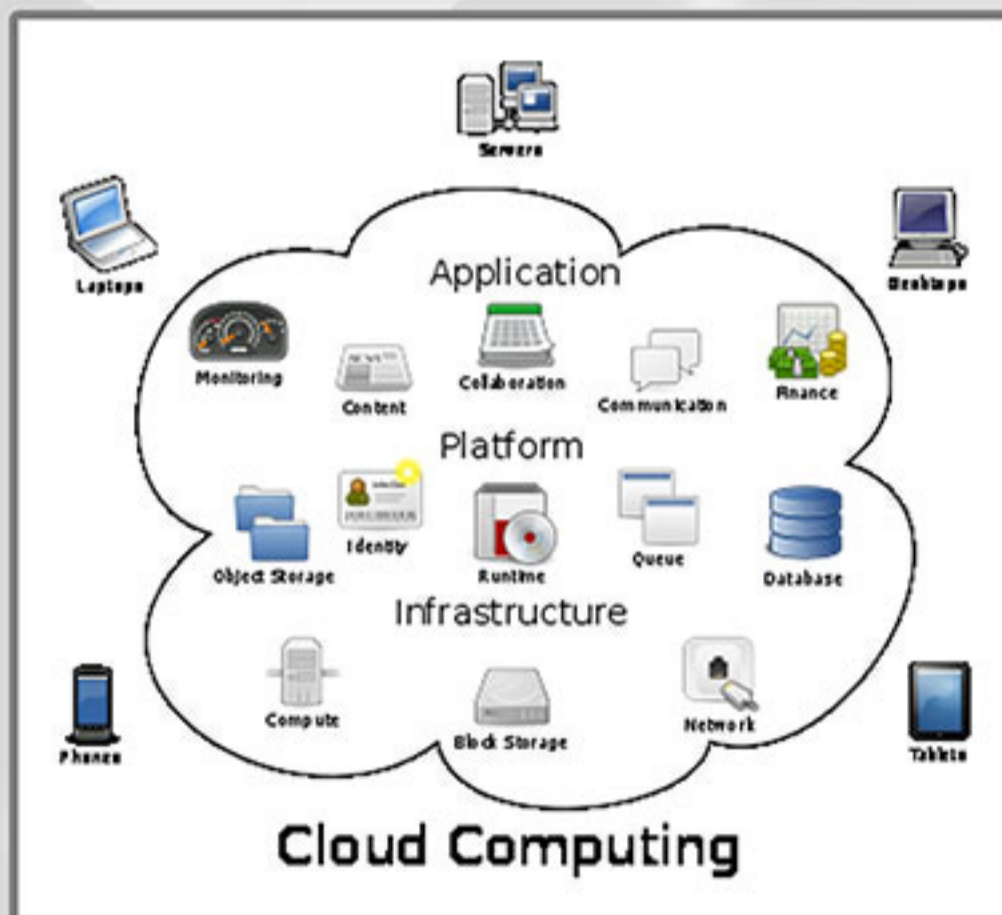 Servers
Laptops
Desktops
Application
Monitoring
Content
Collaboration
Communication
Finance
Platform
Object Storage
Identity
Runtime
Queue
Database
Infrastructure
Compute
Block Storage
Network
Phones
Tablets
Cloud Computing